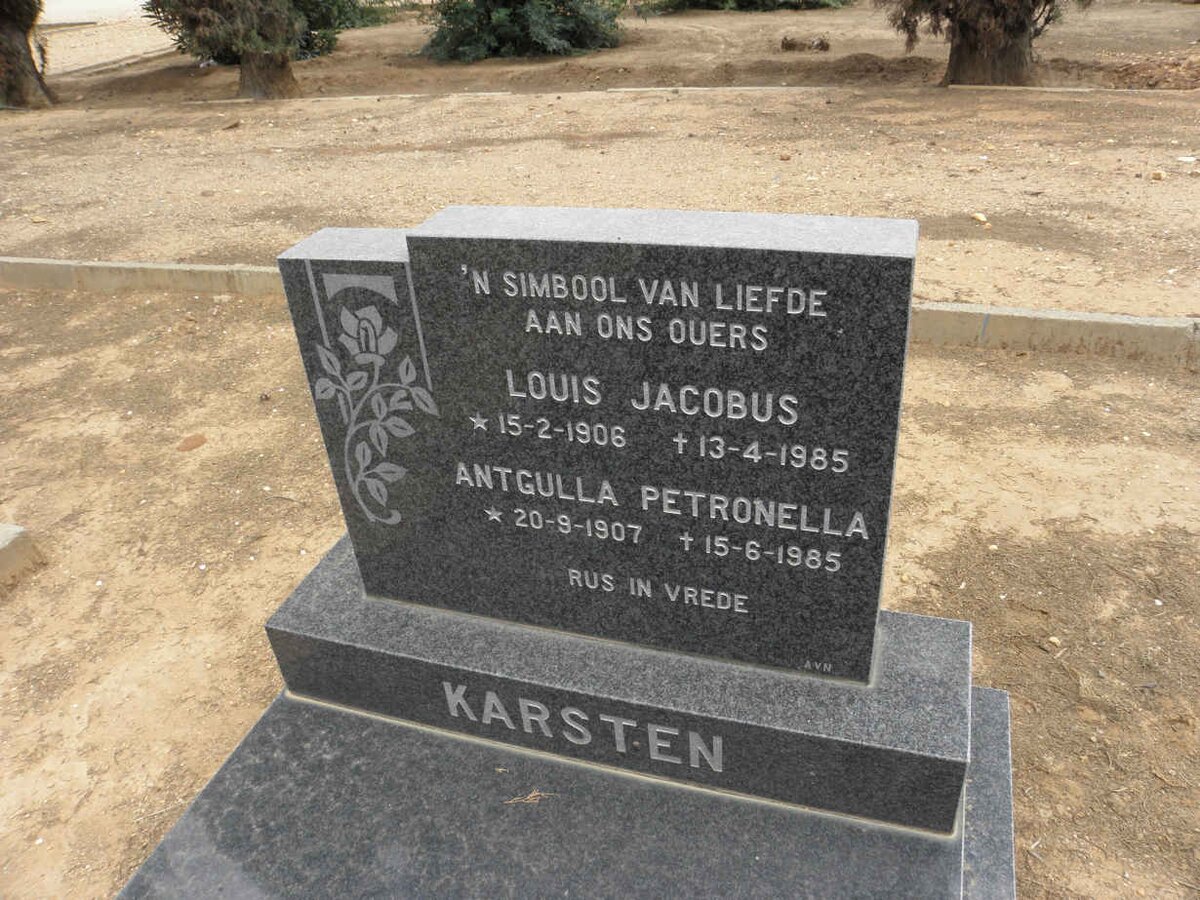 'N SIMBOOL VAN LIEFDE
AAN ONS OUERS
LOUIS JACOBUS
★ 15-2-1906 ✝ 13-4-1985
ANTGULLA PETRONELLA
★ 20-9-1907 ✝ 15-6-1985
RUS IN VREDE
AVN
KARSTEN